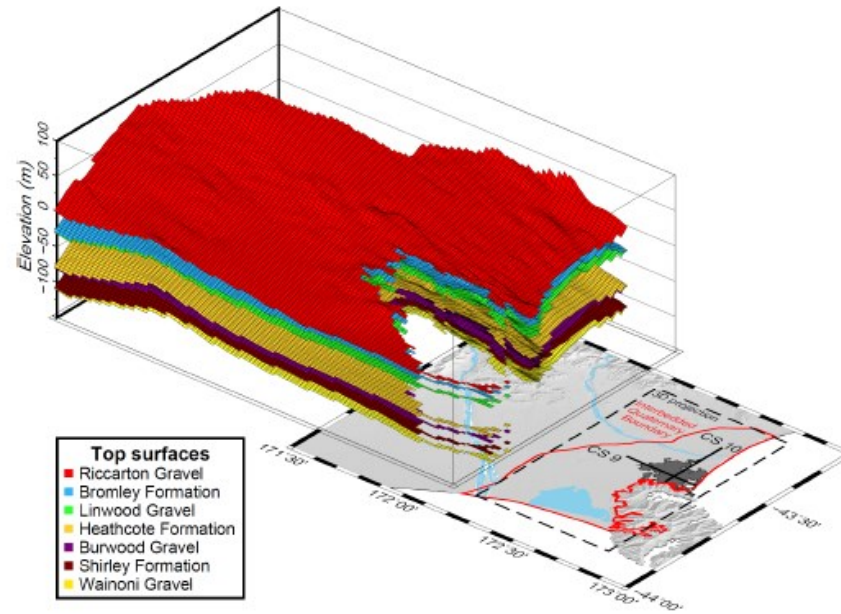 100
50
0
−50
−100
Elevation (m)
171˚30'
172˚00'
172˚30'
173˚00'
-44˚00'
-43˚30'
3D projection
Interbedded
Quaternary
Boundary
CS 9
CS 10
Top surfaces
Riccarton Gravel
Bromley Formation
Linwood Gravel
Heathcote Formation
Burwood Gravel
Shirley Formation
Wainoni Gravel